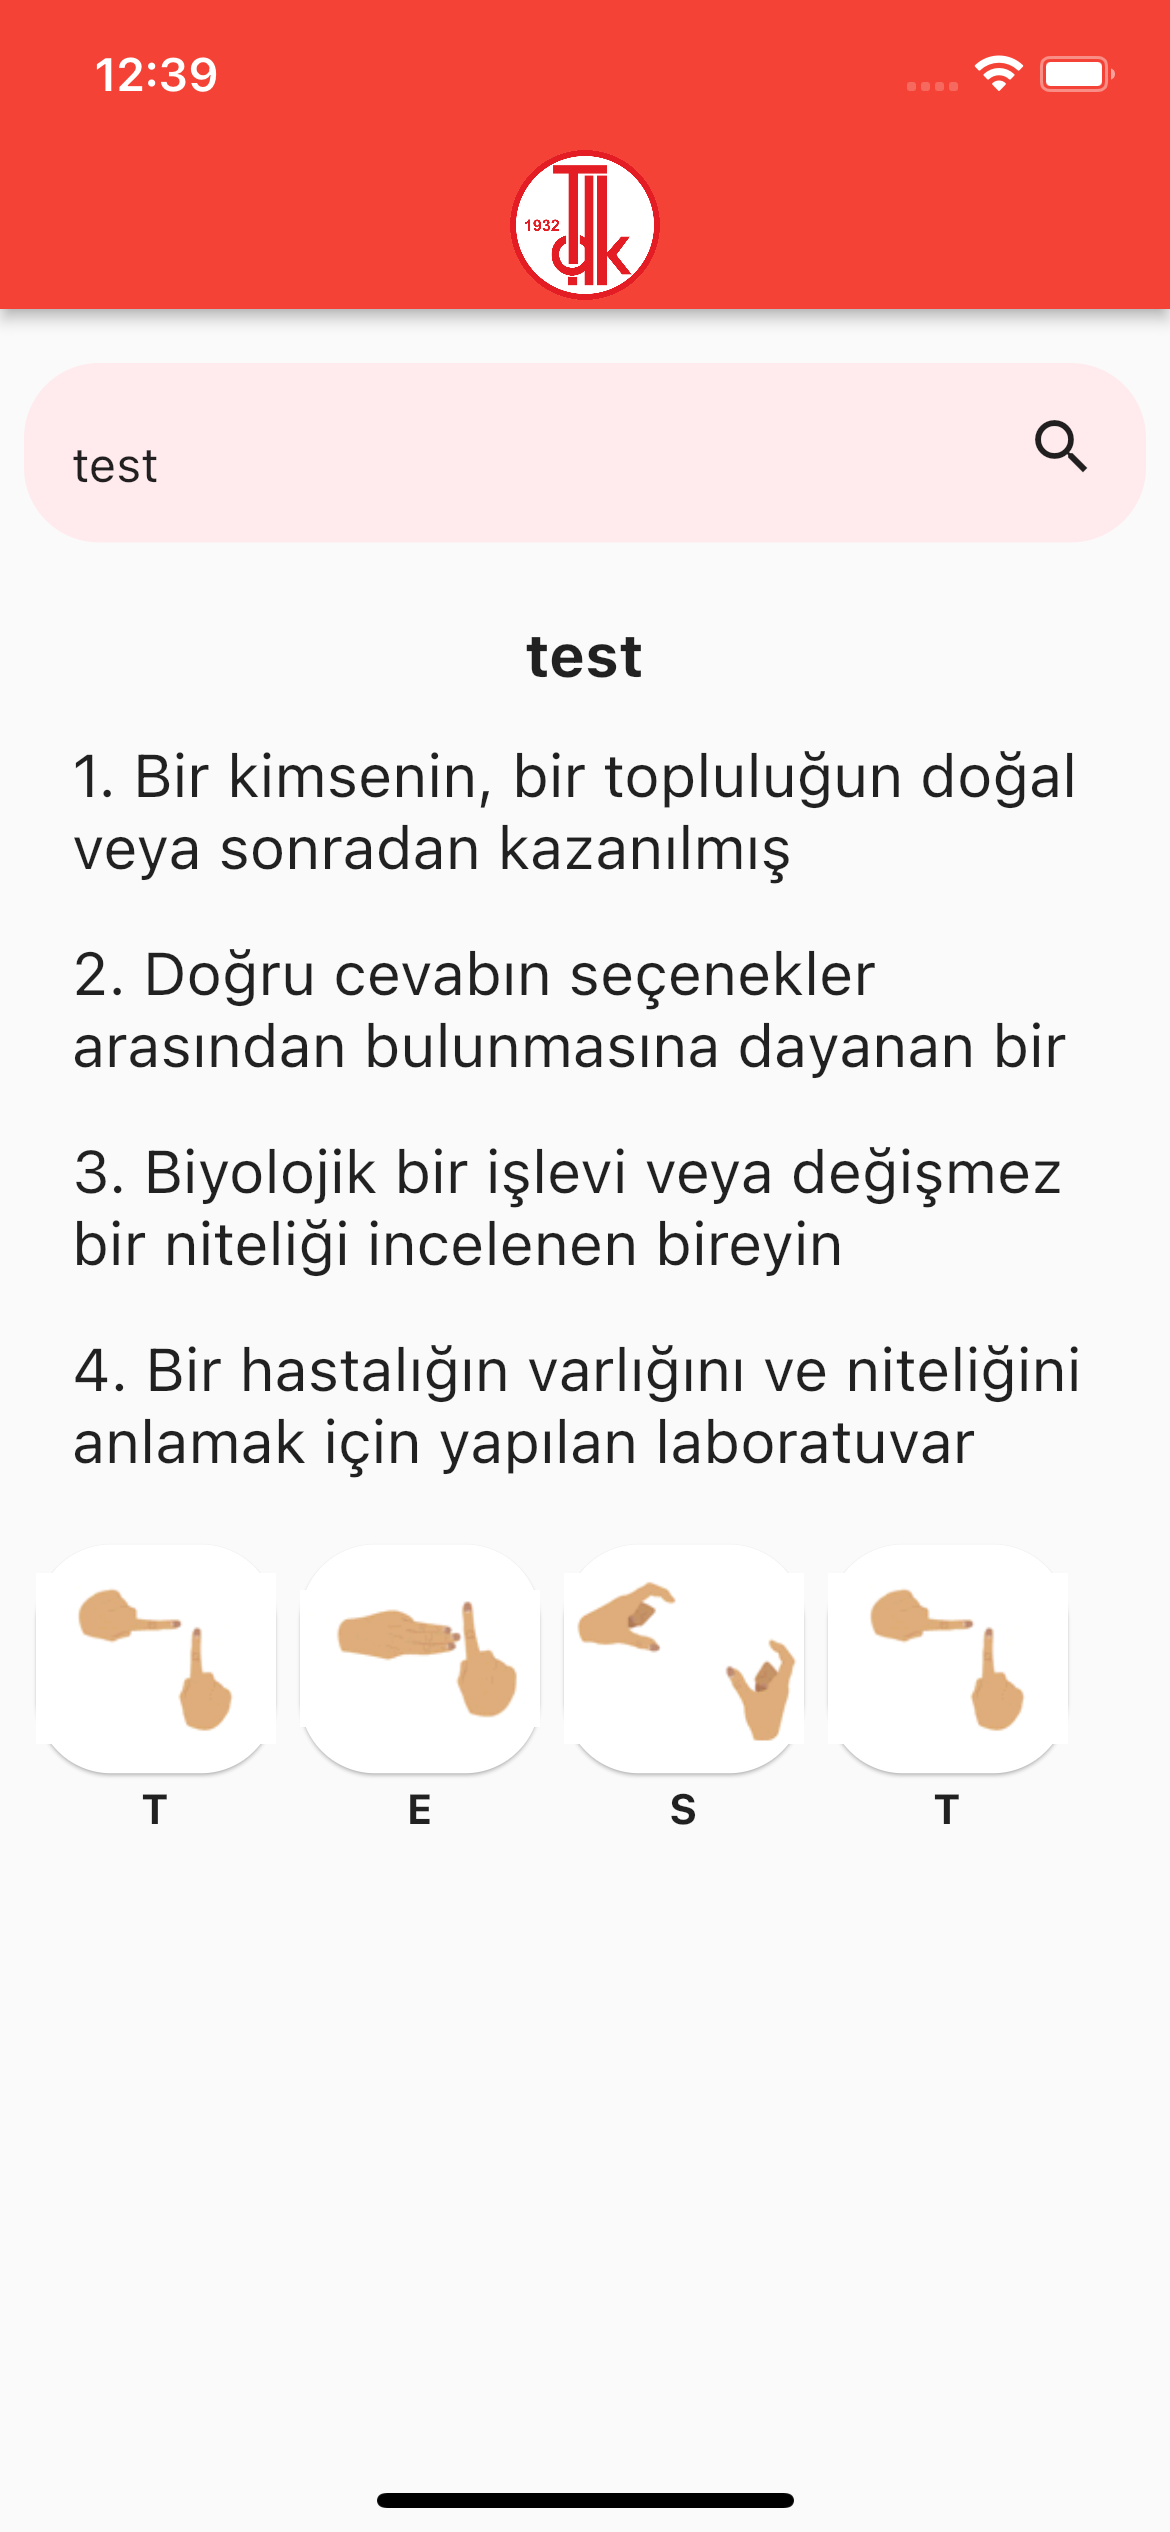 12:39
1932
Tdk
test
test
1. Bir kimsenin, bir topluluğun doğal
veya sonradan kazanılmış
2. Doğru cevabın seçenekler
arasından bulunmasına dayanan bir
3. Biyolojik bir işlevi veya değişmez
bir niteliği incelenen bireyin
4. Bir hastalığın varlığını ve niteliğini
anlamak için yapılan laboratuvar
T E S T